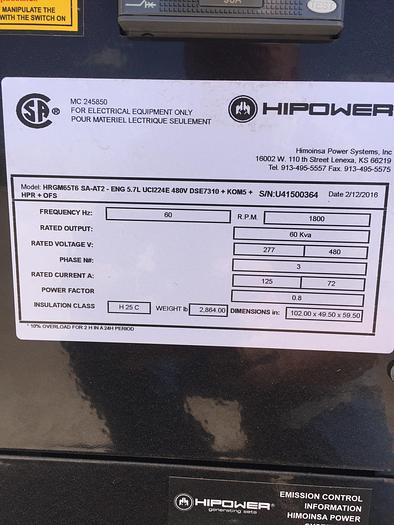 MANIPULATE THE
WITH THE SWITCH ON
TEST
MC 245850
FOR ELECTRICAL EQUIPMENT ONLY
POUR MATERIEL LECTRIQUE SEULEMENT
HIPOWER
Himoinsa Power Systems, Inc
16002 W. 110 th Street Lenexa, KS 66219
Tel. 913-495-5557 Fax. 913-495-5575
Model: HRGM65T6 SA-AT2 - ENG 5.7L UCI224E 480V DSE7310 + KOM5 + HPR + OFS S/N:U41500364 Date 2/12/2016
FREQUENCY Hz: 60 R.P.M. 1800
RATED OUTPUT: 60 Kva
RATED VOLTAGE V: 277 480
PHASE N#: 3
RATED CURRENT A: 125 72
POWER FACTOR 0.8
INSULATION CLASS H 25 C WEIGHT lb 2,864.00 DIMENSIONS in: 102.00 x 49.50 x 59.50
* 10% OVERLOAD FOR 2 H IN A 24H PERIOD
HIPOWER®
generating sets
EMISSION CONTROL
INFORMATION
HIMOINSA POWER